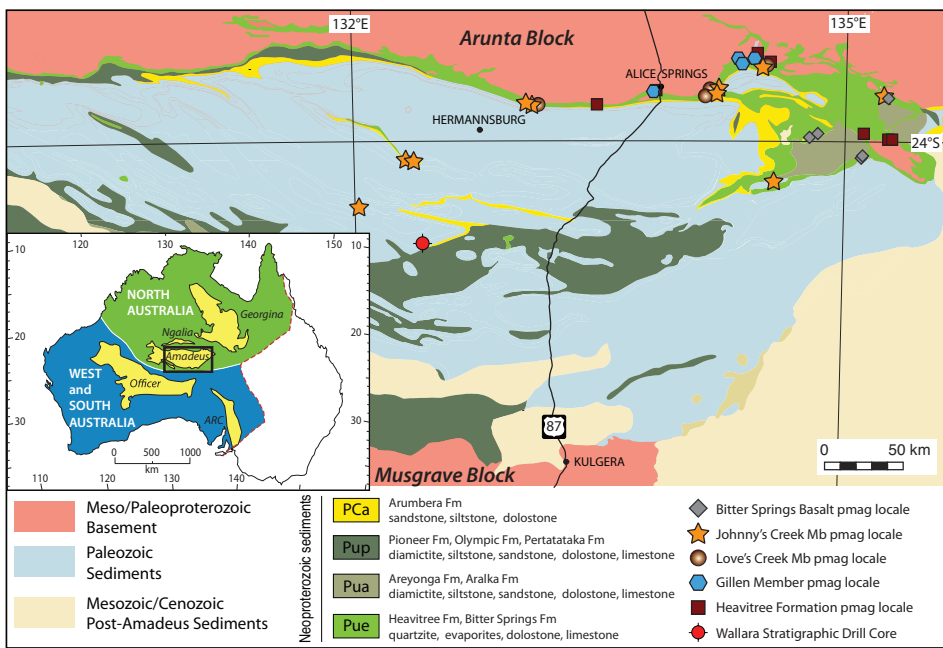 132°E
135°E
Arunta Block
ALICE SPRINGS
HERMANNSBURG
24°S
120
130
140
150
10
10
NORTH
AUSTRALIA
Georgina
Ngalia
Amadeus
20
20
WEST
and
SOUTH
AUSTRALIA
Officer
ARC
30
30
0
1000
km
110
120
130
140
87
KULGERA
Musgrave Block
0
50 km
Meso/Paleoproterozoic
Basement
Paleozoic
Sediments
Mesozoic/Cenozoic
Post-Amadeus Sediments
Neoproterozoic sediments
PCa
Arumbera Fm
sandstone, siltstone, dolostone
Pup
Pioneer Fm, Olympic Fm, Pertatataka Fm
diamictite, siltstone, sandstone, dolostone, limestone
Pua
Areyonga Fm, Aralka Fm
diamictite, siltstone, sandstone, dolostone, limestone
Pue
Heavitree Fm, Bitter Springs Fm
quartzite, evaporites, dolostone, limestone
Bitter Springs Basalt pmag locale
Johnny's Creek Mb pmag locale
Love's Creek Mb pmag locale
Gillen Member pmag locale
Heavitree Formation pmag locale
Wallara Stratigraphic Drill Core